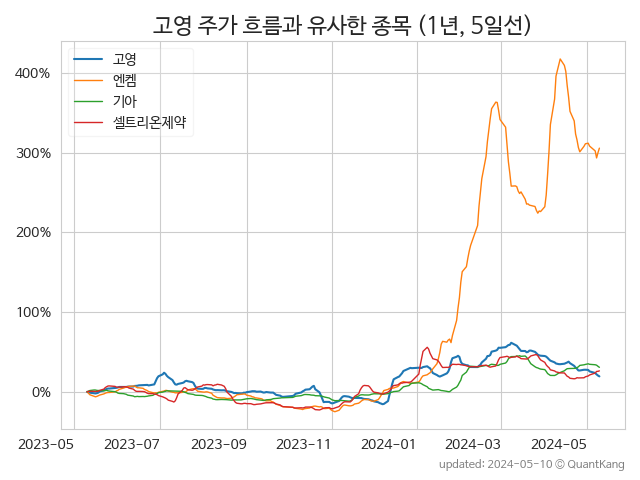 고영 주가 흐름과 유사한 종목 (1년, 5일선)
고영
엔켐
기아
셀트리온제약
400%
300%
200%
100%
0%
2023-05 2023-07 2023-09 2023-11 2024-01 2024-03 2024-05
updated: 2024-05-10 © QuantKang